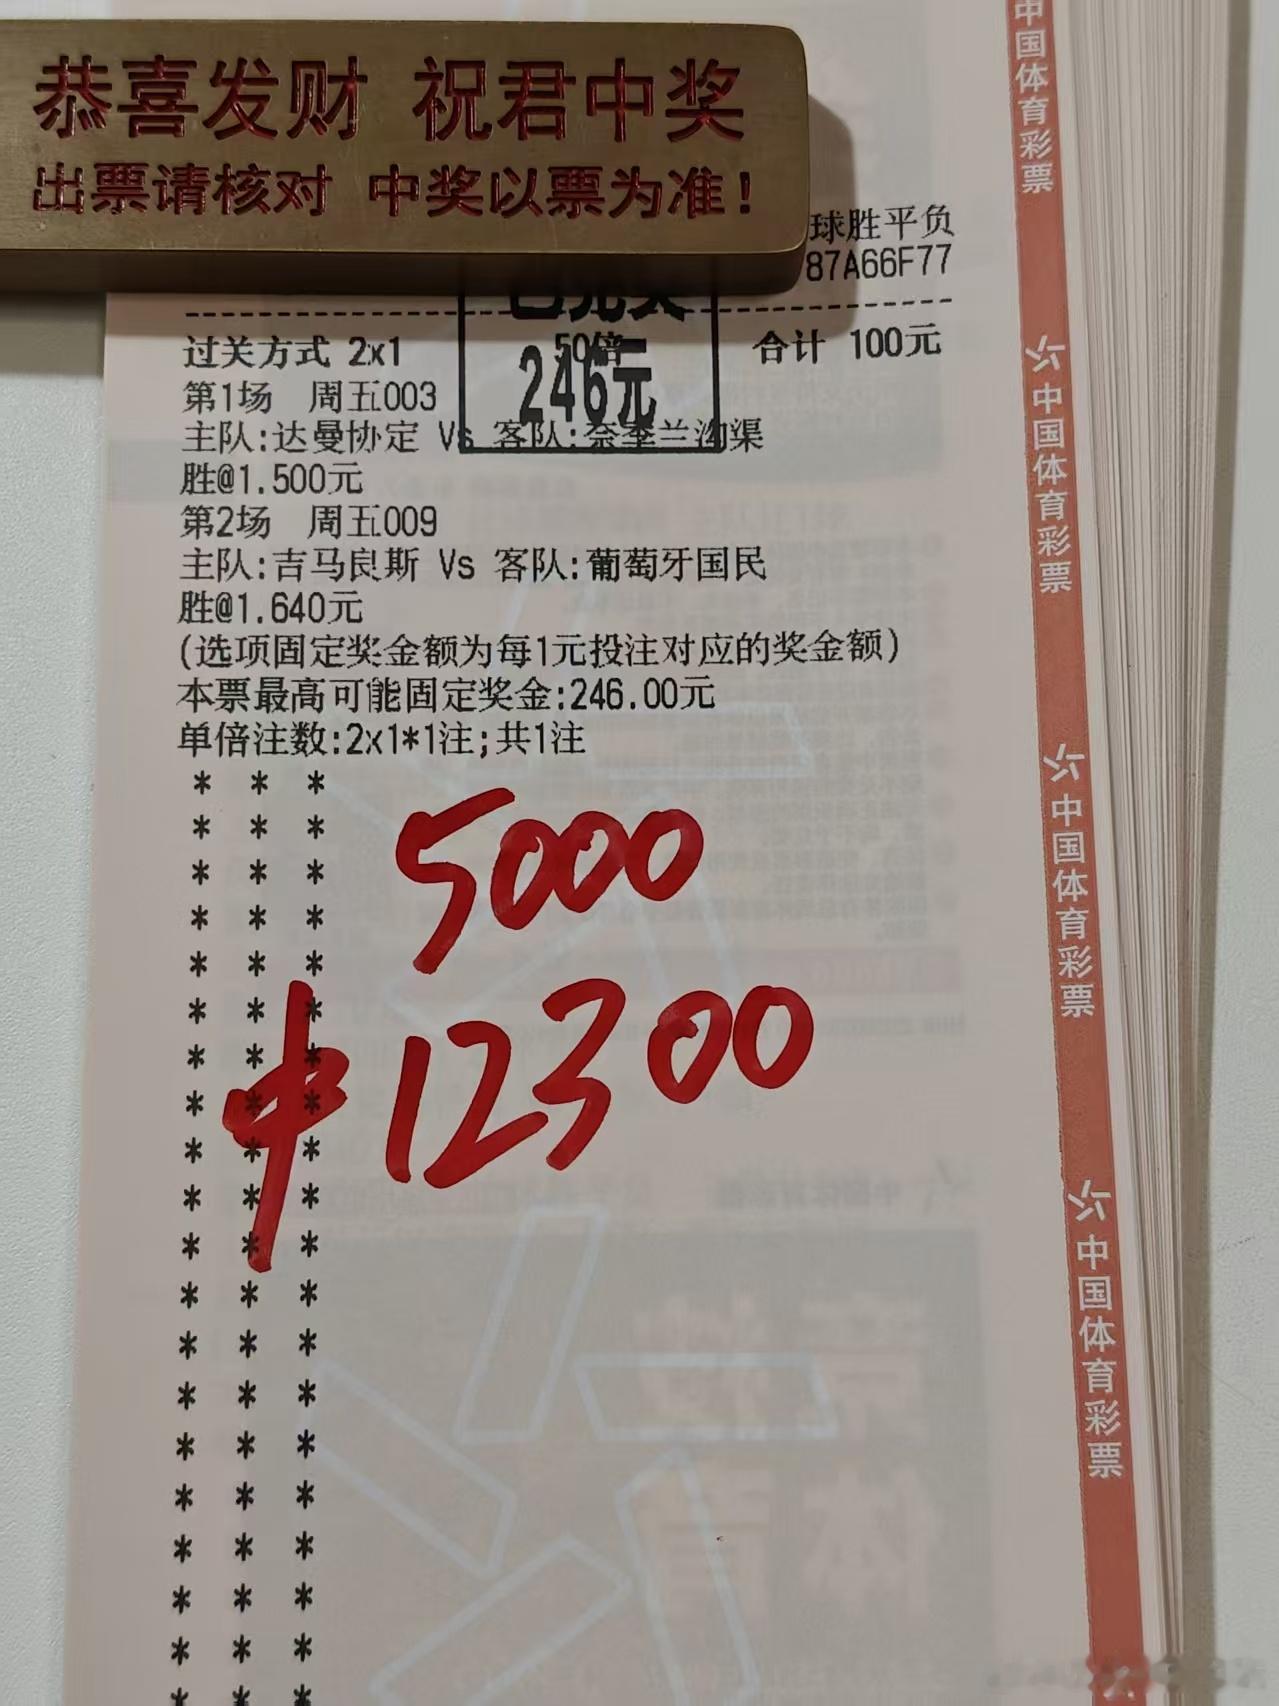 恭喜发财 祝君中奖
出票请核对 中奖以票为准!
球胜平负
87A66F77
过关方式 2x1 50倍 合计 100元
246元
第1场 周五003
主队:达曼协定 Vs 客队:奈季兰沟渠
胜@1.500元
第2场 周五009
主队:吉马良斯 Vs 客队:葡萄牙国民
胜@1.640元
(选项固定奖金额为每1元投注对应的奖金额)
本票最高可能固定奖金:246.00元
单倍注数:2x1*1注;共1注
5000
中12300
中国体育彩票
中国体育彩票
中国体育彩票
中国体育彩票